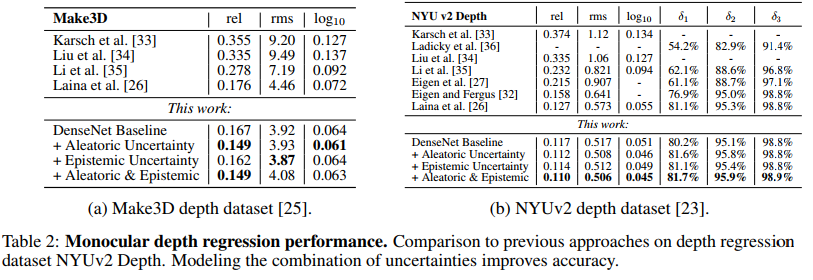 Make3D rel rms log10
Karsch et al. [33] 0.355 9.20 0.127
Liu et al. [34] 0.335 9.49 0.137
Li et al. [35] 0.278 7.19 0.092
Laina et al. [26] 0.176 4.46 0.072
This work:
DenseNet Baseline 0.167 3.92 0.064
+ Aleatoric Uncertainty 0.149 3.93 0.061
+ Epistemic Uncertainty 0.162 3.87 0.064
+ Aleatoric & Epistemic 0.149 4.08 0.063
(a) Make3D depth dataset [25].
NYU v2 Depth rel rms log10 δ1 δ2 δ3
Karsch et al. [33] 0.374 1.12 0.134 - - -
Ladicky et al. [36] - - - 54.2% 82.9% 91.4%
Liu et al. [34] 0.335 1.06 0.127 - - -
Li et al. [35] 0.232 0.821 0.094 62.1% 88.6% 96.8%
Eigen et al. [27] 0.215 0.907 - 61.1% 88.7% 97.1%
Eigen and Fergus [32] 0.158 0.641 - 76.9% 95.0% 98.8%
Laina et al. [26] 0.127 0.573 0.055 81.1% 95.3% 98.8%
This work:
DenseNet Baseline 0.117 0.517 0.051 80.2% 95.1% 98.8%
+ Aleatoric Uncertainty 0.112 0.508 0.046 81.6% 95.8% 98.8%
+ Epistemic Uncertainty 0.114 0.512 0.049 81.1% 95.4% 98.8%
+ Aleatoric & Epistemic 0.110 0.506 0.045 81.7% 95.9% 98.9%
(b) NYUv2 depth dataset [23].
Table 2: Monocular depth regression performance. Comparison to previous approaches on depth regression
dataset NYUv2 Depth. Modeling the combination of uncertainties improves accuracy.